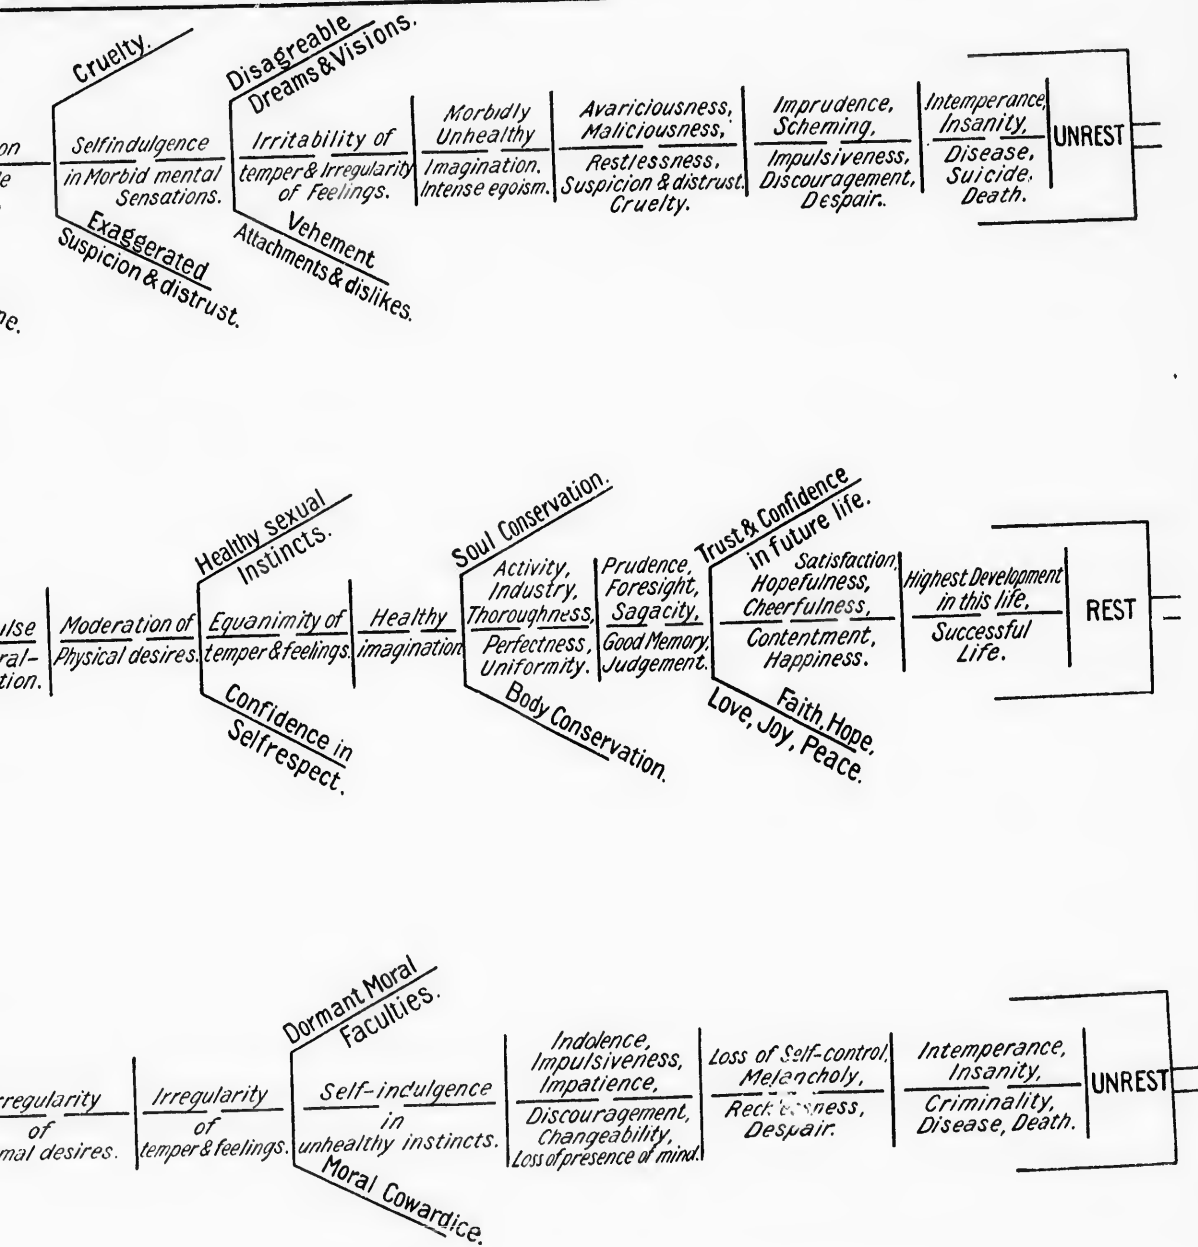 Cruelty.
on
Selfindulgence
in Morbid mental
Sensations.
Exaggerated
Suspicion & distrust.
ne.
Disagreable
Dreams & Visions.
Irritability of
temper & Irregularity
of Feelings.
Vehement
Attachments & dislikes.
Morbidly
Unhealthy
Imagination.
Intense egoism.
Avariciousness,
Maliciousness,
Restlessness,
Suspicion & distrust.
Cruelty.
Imprudence,
Scheming,
Impulsiveness,
Discouragement,
Despair.
Intemperance,
Insanity,
Disease,
Suicide,
Death.
UNREST
ulse
ral-
tion.
Moderation of
Physical desires.
Healthy sexual
Instincts.
Equanimity of
temper & feelings.
Confidence in
Selfrespect.
Healthy
imagination
Soul Conservation.
Activity,
Industry,
Thoroughness,
Perfectness,
Uniformity.
Body Conservation.
Prudence,
Foresight,
Sagacity,
Good Memory,
Judgement.
Trust & Confidence
in future life.
Satisfaction,
Hopefulness,
Cheerfulness,
Contentment,
Happiness.
Faith, Hope,
Love, Joy, Peace.
Highest Development
in this life,
Successful
Life.
REST
rregularity
of
mal desires.
Irregularity
of
temper & feelings.
Dormant Moral
Faculties.
Self-indulgence
in
unhealthy instincts.
Moral Cowardice.
Indolence,
Impulsiveness,
Impatience,
Discouragement,
Changeability,
Loss of presence of mind.
Loss of Self-control,
Melancholy,
Recklessness,
Despair.
Intemperance,
Insanity,
Criminality,
Disease, Death.
UNREST